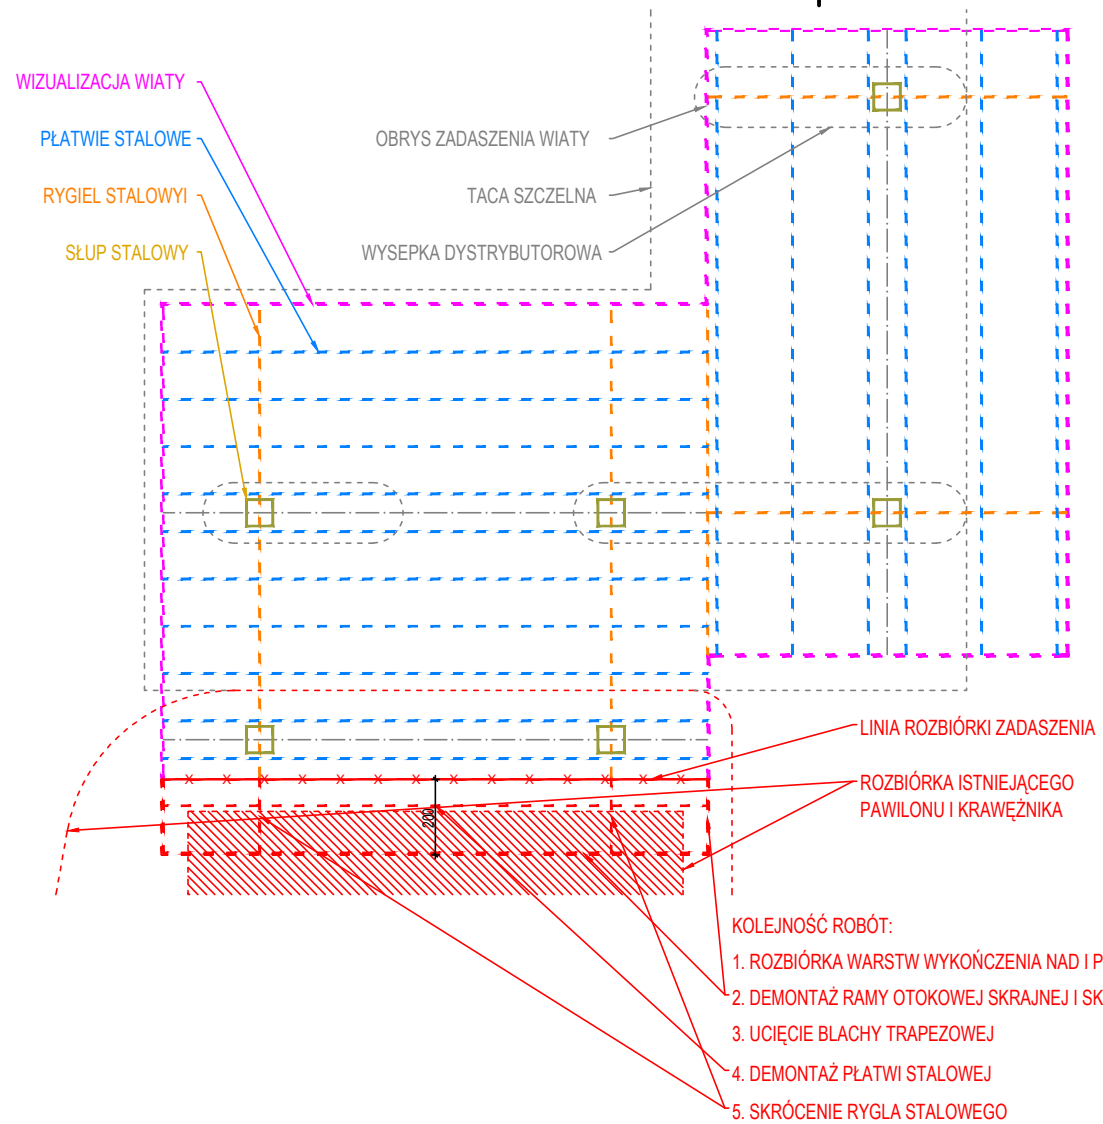 WIZUALIZACJA WIATY
PŁATWIE STALOWE
RYGIEL STALOWYI
SŁUP STALOWY
OBRYS ZADASZENIA WIATY
TACA SZCZELNA
WYSEPKA DYSTRYBUTOROWA
LINIA ROZBIÓRKI ZADASZENIA
ROZBIÓRKA ISTNIEJĄCEGO
PAWILONU I KRAWĘŻNIKA
200
KOLEJNOŚĆ ROBÓT:
1. ROZBIÓRKA WARSTW WYKOŃCZENIA NAD I P
2. DEMONTAŻ RAMY OTOKOWEJ SKRAJNEJ I SK
3. UCIĘCIE BLACHY TRAPEZOWEJ
4. DEMONTAŻ PŁATWI STALOWEJ
5. SKRÓCENIE RYGLA STALOWEGO